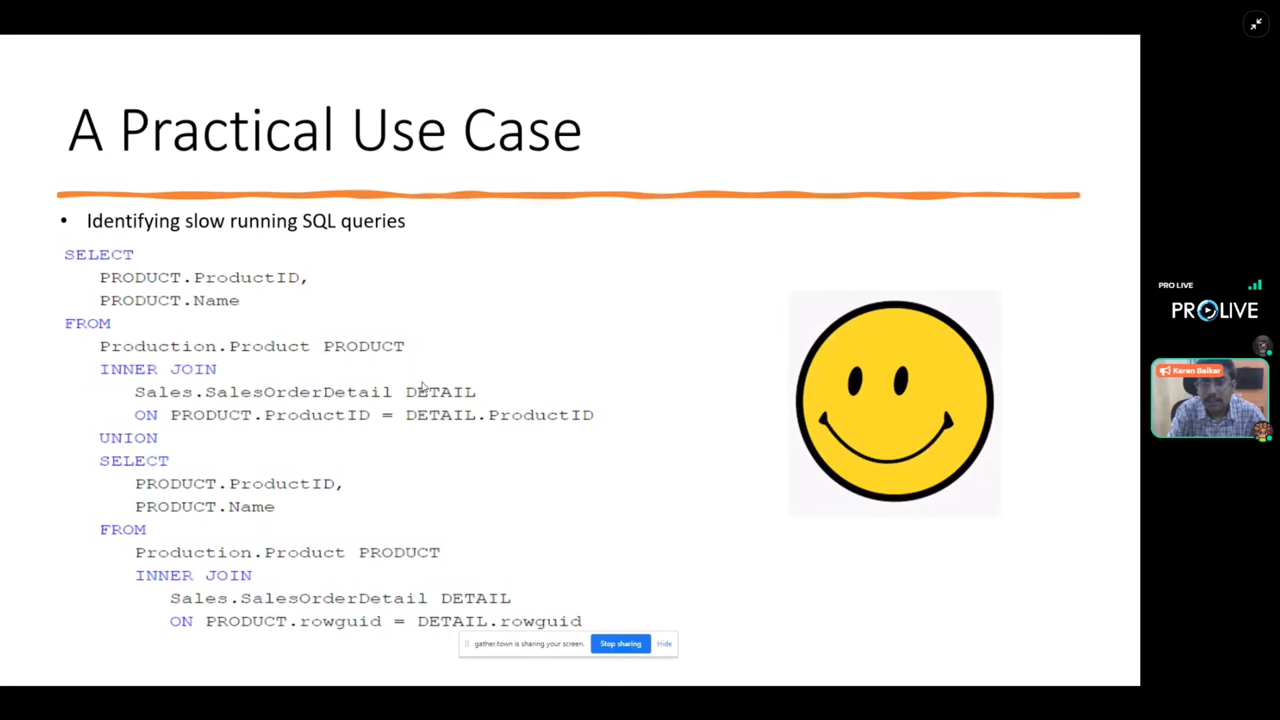 A Practical Use Case
• Identifying slow running SQL queries
SELECT
PRODUCT.ProductID,
PRODUCT.Name
FROM
Production.Product PRODUCT
INNER JOIN
Sales.SalesOrderDetail DETAIL
ON PRODUCT.ProductID = DETAIL.ProductID
UNION
SELECT
PRODUCT.ProductID,
PRODUCT.Name
FROM
Production.Product PRODUCT
INNER JOIN
Sales.SalesOrderDetail DETAIL
ON PRODUCT.rowguid = DETAIL.rowguid
gather.town is sharing your screen.
Stop sharing
Hide
PRO LIVE
PROLIVE
Karan Balkar